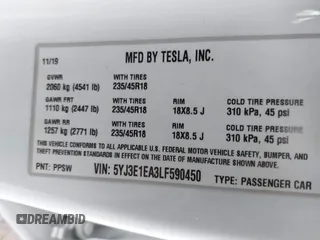 11/19 MFD BY TESLA, INC.
GVWR WITH TIRES
2060 kg (4541 lb) 235/45R18
GAWR FRT WITH TIRES RIM COLD TIRE PRESSURE
1110 kg (2447 lb) 235/45R18 18X8.5 J 310 kPa, 45 psi
GAWR RR WITH TIRES RIM COLD TIRE PRESSURE
1257 kg (2771 lb) 235/45R18 18X8.5 J 310 kPa, 45 psi
THIS VEHICLE CONFORMS TO ALL APPLICABLE U.S. FEDERAL MOTOR VEHICLE SAFETY, BUMPER, AND
THEFT PREVENTION STANDARDS IN EFFECT ON THE DATE OF MANUFACTURE SHOWN ABOVE.
PNT: PPSW VIN: 5YJ3E1EA3LF590450 TYPE: PASSENGER CAR
DREAMBID
DREAMBID